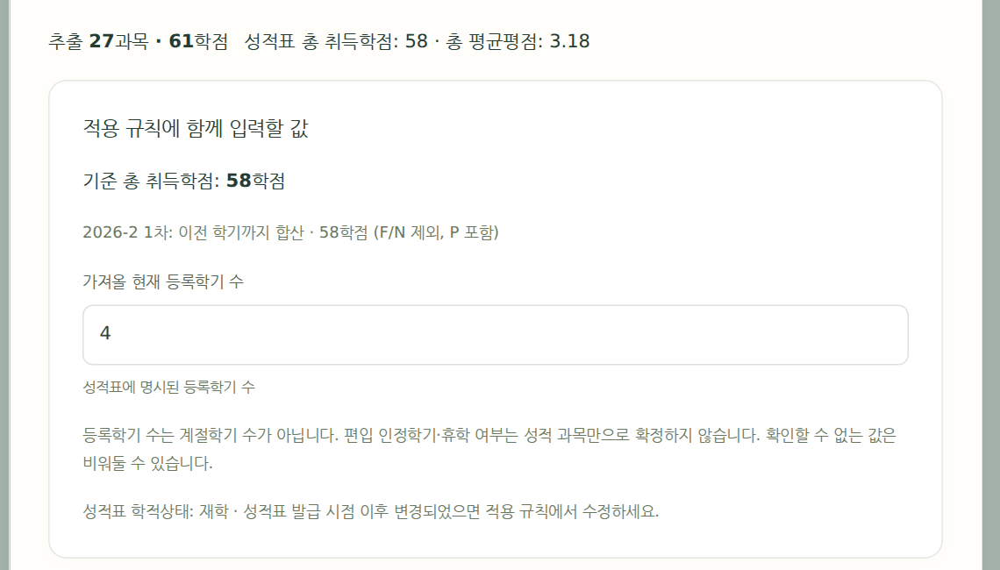 추출 27과목 · 61학점 성적표 총 취득학점: 58 · 총 평균평점: 3.18
적용 규칙에 함께 입력할 값
기준 총 취득학점: 58학점
2026-2 1차: 이전 학기까지 합산 · 58학점 (F/N 제외, P 포함)
가져올 현재 등록학기 수
4
성적표에 명시된 등록학기 수
등록학기 수는 계절학기 수가 아닙니다. 편입 인정학기·휴학 여부는 성적 과목만으로 확정하지 않습니다. 확인할 수 없는 값은
비워둘 수 있습니다.
성적표 학적상태: 재학 · 성적표 발급 시점 이후 변경되었으면 적용 규칙에서 수정하세요.